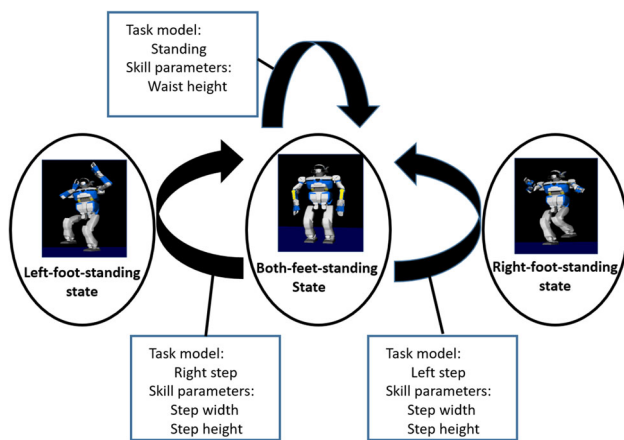 Task model:
Standing
Skill parameters:
Waist height
Left-foot-standing
state
Both-feet-standing
State
Right-foot-standing
state
Task model:
Right step
Skill parameters:
Step width
Step height
Task model:
Left step
Skill parameters:
Step width
Step height